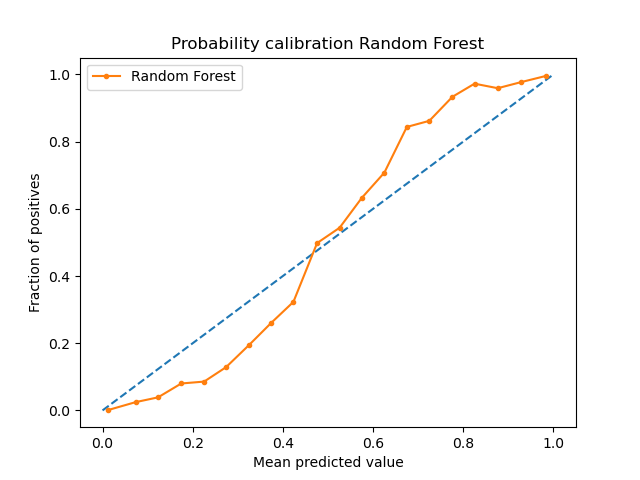 Probability calibration Random Forest
Random Forest
1.0
0.8
0.6
0.4
0.2
0.0
Fraction of positives
0.0 0.2 0.4 0.6 0.8 1.0
Mean predicted value